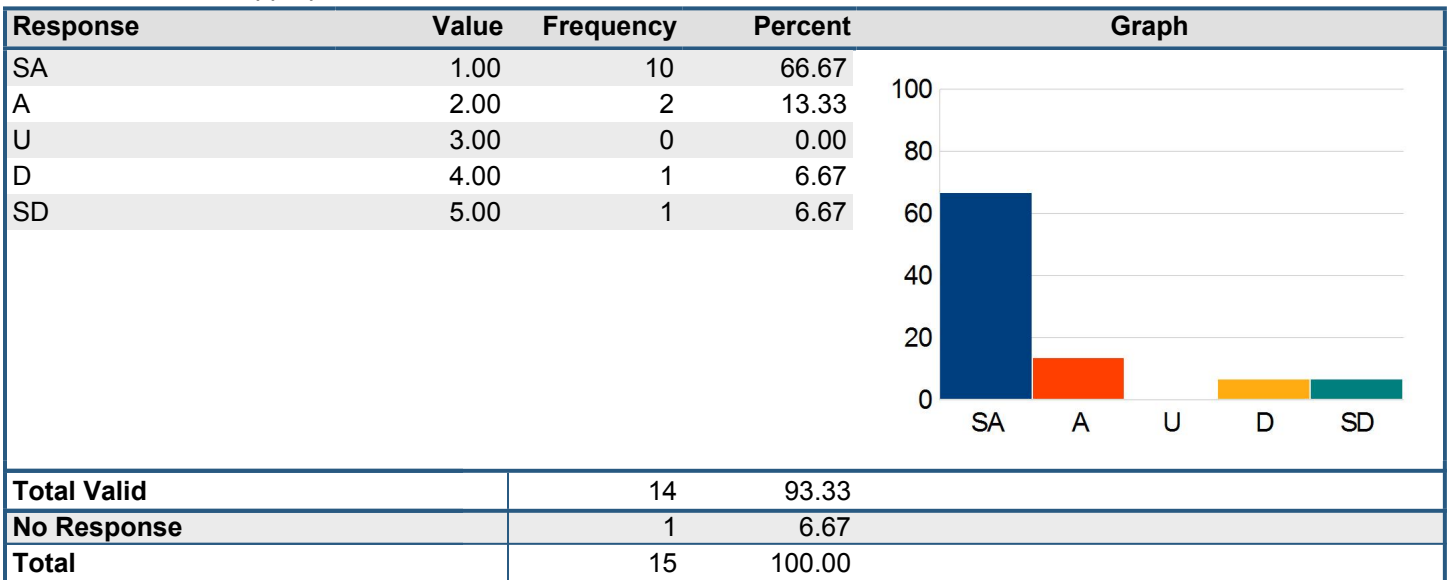 Response Value Frequency Percent Graph
SA 1.00 10 66.67
A 2.00 2 13.33
U 3.00 0 0.00
D 4.00 1 6.67
SD 5.00 1 6.67
100
80
60
40
20
0
SA A U D SD
Total Valid 14 93.33
No Response 1 6.67
Total 15 100.00